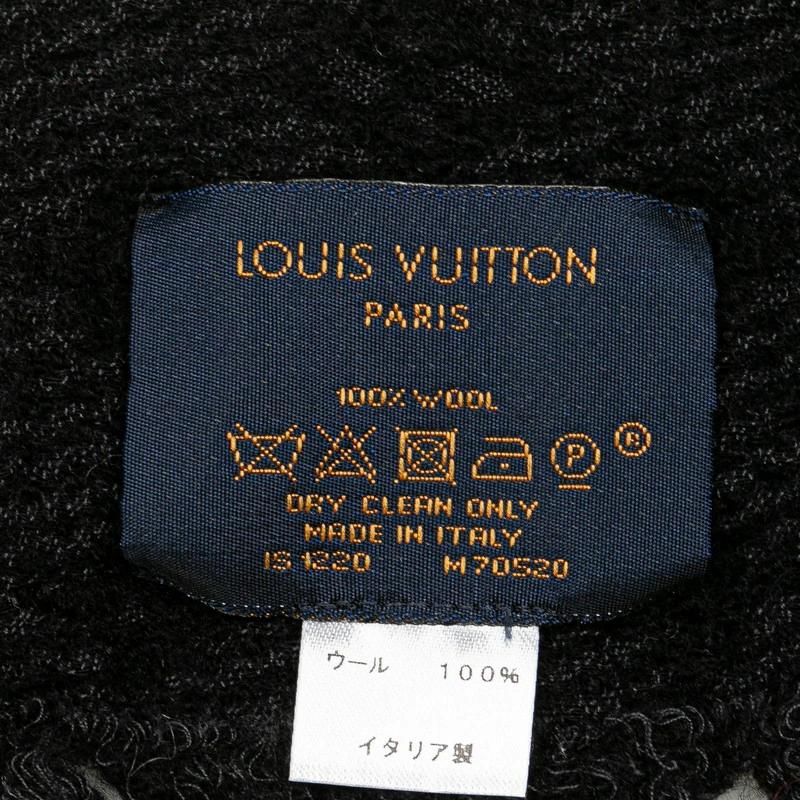 LOUIS VUITTON
PARIS
100% WOOL
P ®
DRY CLEAN ONLY
MADE IN ITALY
IS 1220 M 70520
ウール 100%
イタリア製